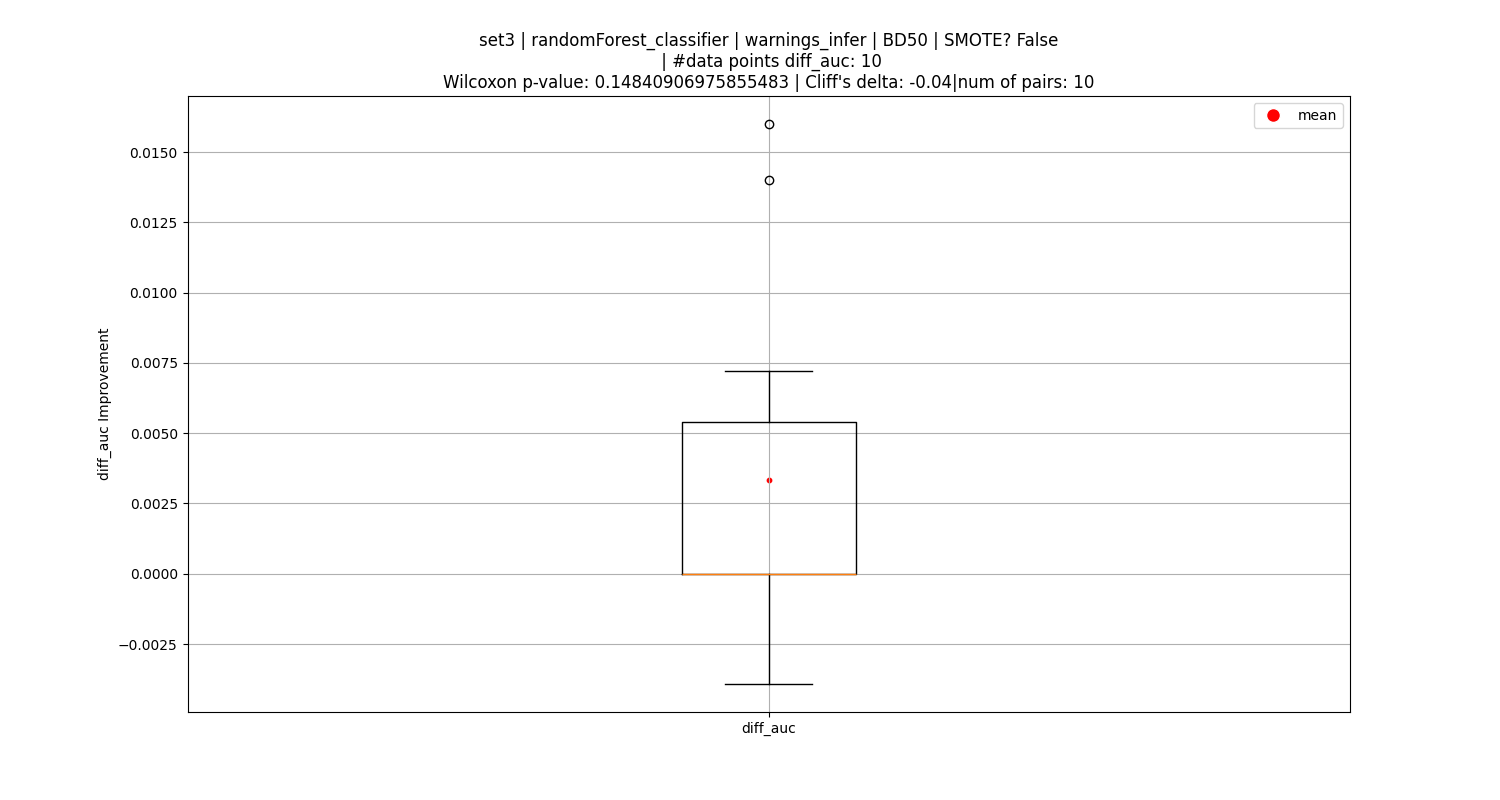 set3 | randomForest_classifier | warnings_infer | BD50 | SMOTE? False
| #data points diff_auc: 10
Wilcoxon p-value: 0.14840906975855483 | Cliff's delta: -0.04|num of pairs: 10
mean
0.0150
0.0125
0.0100
0.0075
0.0050
0.0025
0.0000
−0.0025
diff_auc Improvement
diff_auc